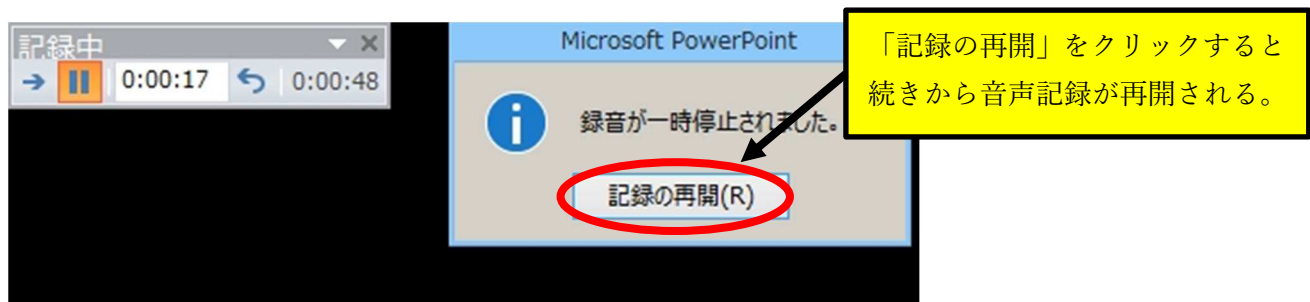 記録中
0:00:17 0:00:48
Microsoft PowerPoint
録音が一時停止されました。
記録の再開(R)
「記録の再開」をクリックすると
続きから音声記録が再開される。